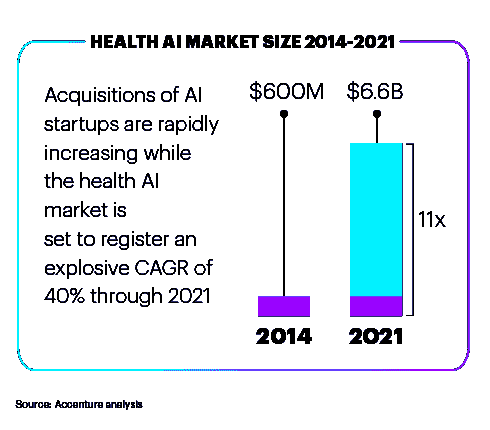 HEALTH AI MARKET SIZE 2014-2021
Acquisitions of AI
startups are rapidly
increasing while
the health AI
market is
set to register an
explosive CAGR of
40% through 2021
$600M
$6.6B
11x
2014
2021
Source: Accenture analysis